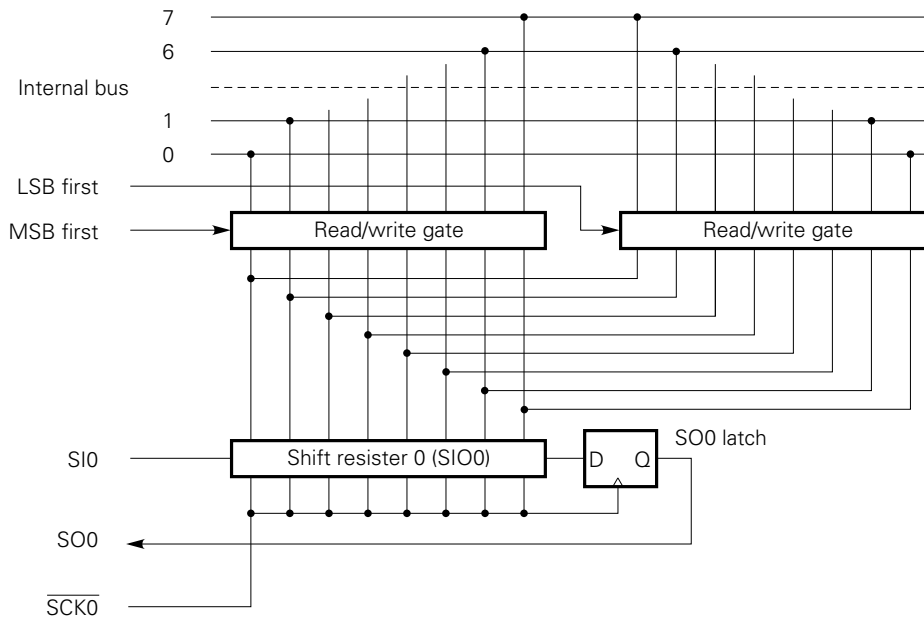 7
6
Internal bus
1
0
LSB first
MSB first
Read/write gate
Read/write gate
SO0 latch
SI0
Shift resister 0 (SIO0)
D
Q
SO0
SCK0